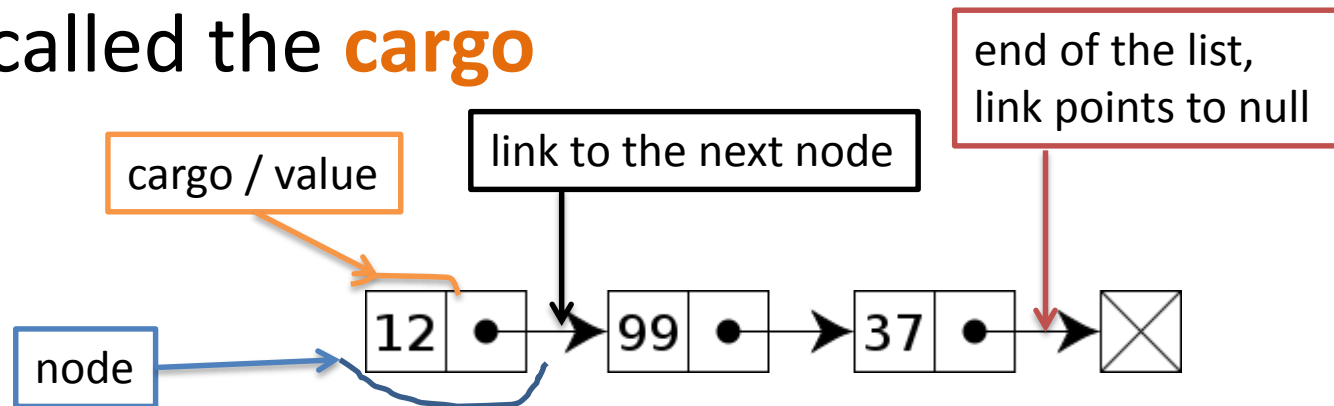 called the cargo
end of the list,
link points to null
link to the next node
cargo / value
12
99
37
node